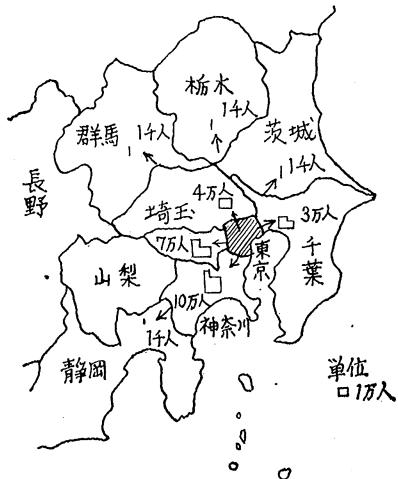 栃木
1千人
群馬
1千人
茨城
1千人
長野
埼玉
4万人
3万人
7万人
東京
千葉
山梨
10万人
神奈川
1千人
静岡
単位
1万人